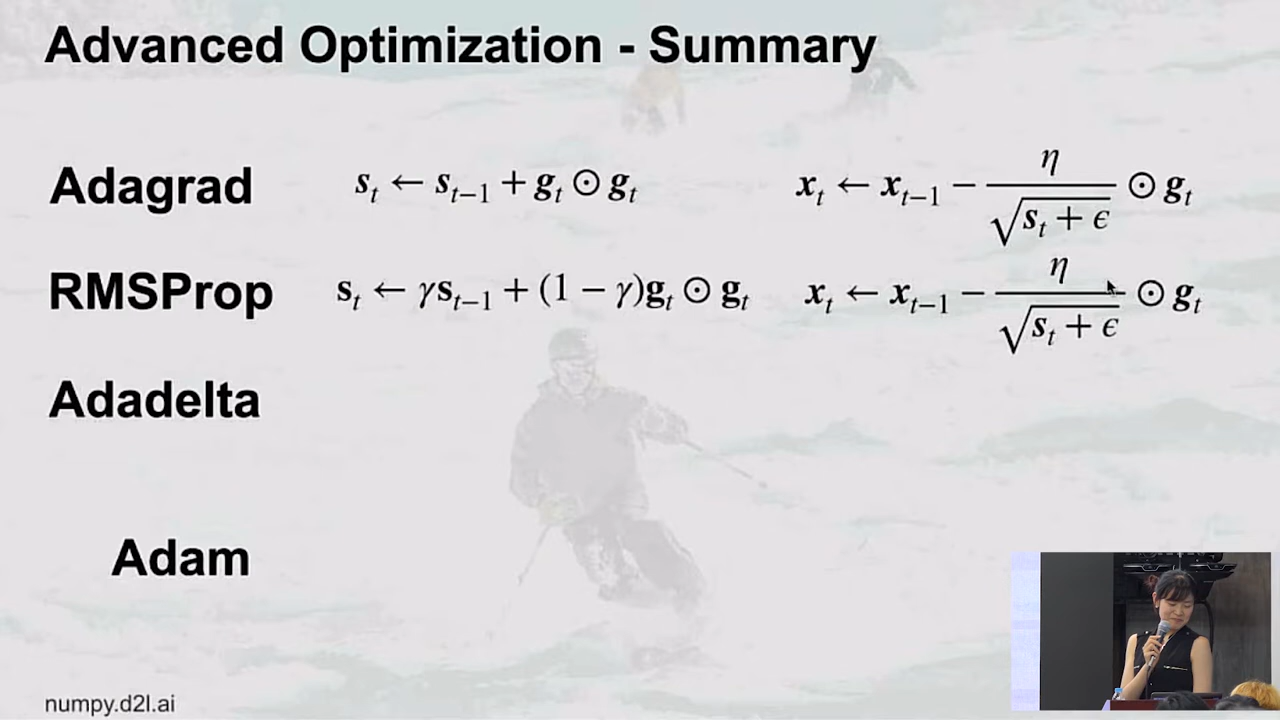 Advanced Optimization - Summary
Adagrad s_t ← s_{t−1} + g_t ⊙ g_t x_t ← x_{t−1} − η / √(s_t + ϵ) ⊙ g_t
RMSProp s_t ← γs_{t−1} + (1 − γ)g_t ⊙ g_t x_t ← x_{t−1} − η / √(s_t + ϵ) ⊙ g_t
Adadelta
Adam
numpy.d2l.ai